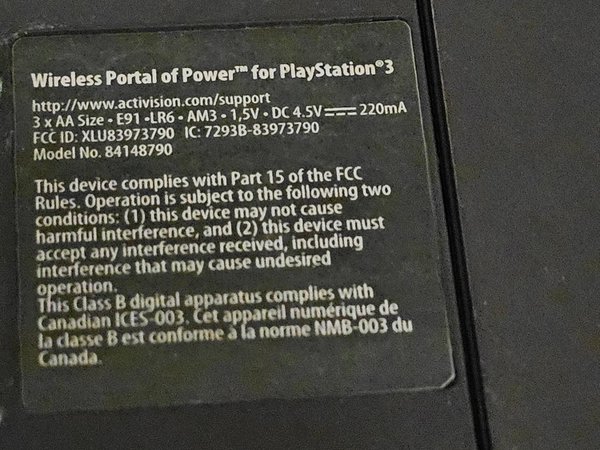 Wireless Portal of Power™ for PlayStation®3
http://www.activision.com/support
3 x AA Size • E91 •LR6 • AM3 • 1,5V • DC 4.5V⎓220mA
FCC ID: XLU83973790 IC: 7293B-83973790
Model No. 84148790
This device complies with Part 15 of the FCC
Rules. Operation is subject to the following two
conditions: (1) this device may not cause
harmful interference, and (2) this device must
accept any interference received, including
interference that may cause undesired
operation.
This Class B digital apparatus complies with
Canadian ICES-003. Cet appareil numérique de
la classe B est conforme à la norme NMB-003 du
Canada.